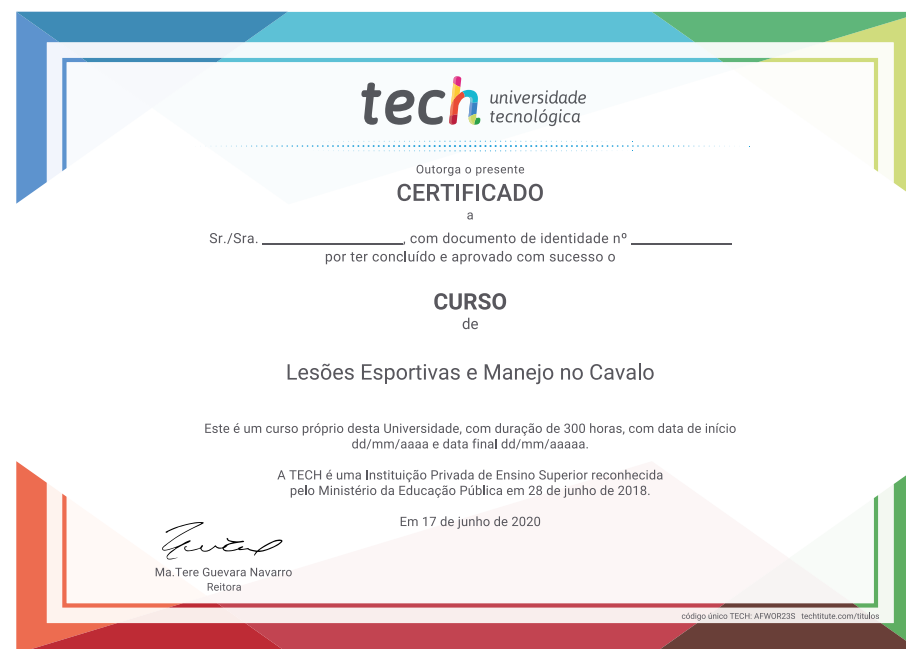 tech universidade
tecnológica
Outorga o presente
CERTIFICADO
a
Sr./Sra. ____________________, com documento de identidade nº ______________
por ter concluído e aprovado com sucesso o
CURSO
de
Lesões Esportivas e Manejo no Cavalo
Este é um curso próprio desta Universidade, com duração de 300 horas, com data de início
dd/mm/aaaa e data final dd/mm/aaaaa.
A TECH é uma Instituição Privada de Ensino Superior reconhecida
pelo Ministério da Educação Pública em 28 de junho de 2018.
Em 17 de junho de 2020
Ma.Tere Guevara Navarro
Reitora
código único TECH: AFWOR23S techtitute.com/titulos